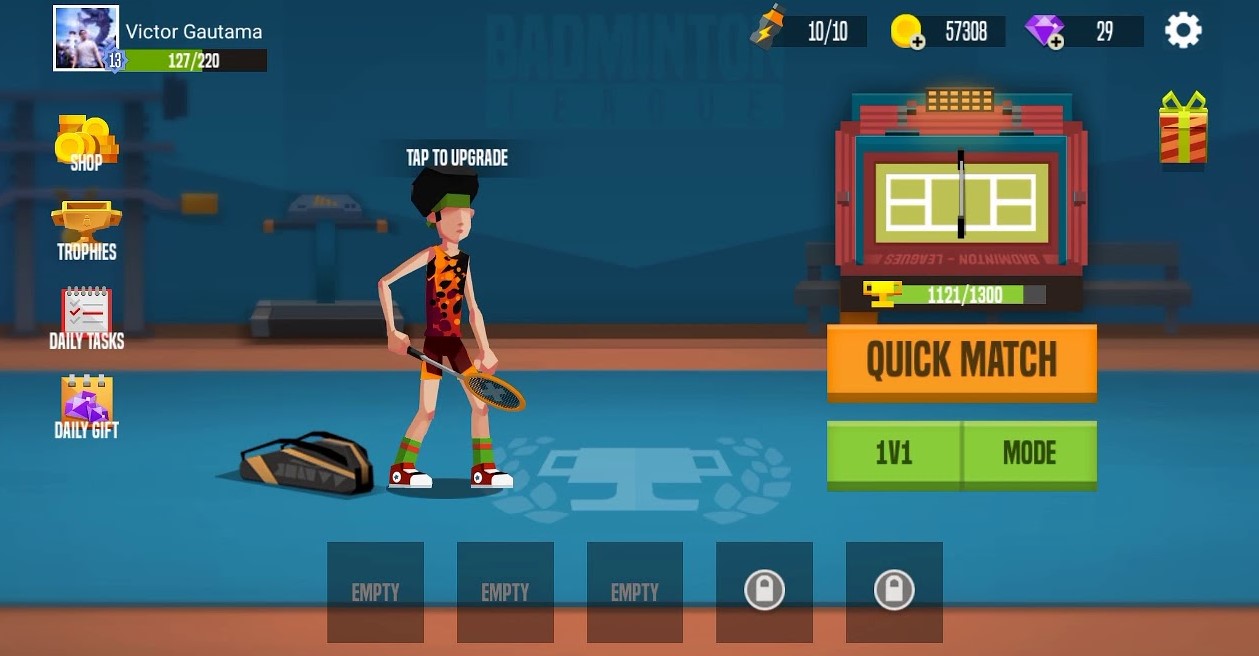 BADMINTON
LEAGUE
Victor Gautama
13
127/220
10/10
57308
29
SHOP
TROPHIES
DAILY TASKS
DAILY GIFT
TAP TO UPGRADE
BADMINTON - LEAGUES
1121/1300
QUICK MATCH
1V1
MODE
EMPTY
EMPTY
EMPTY